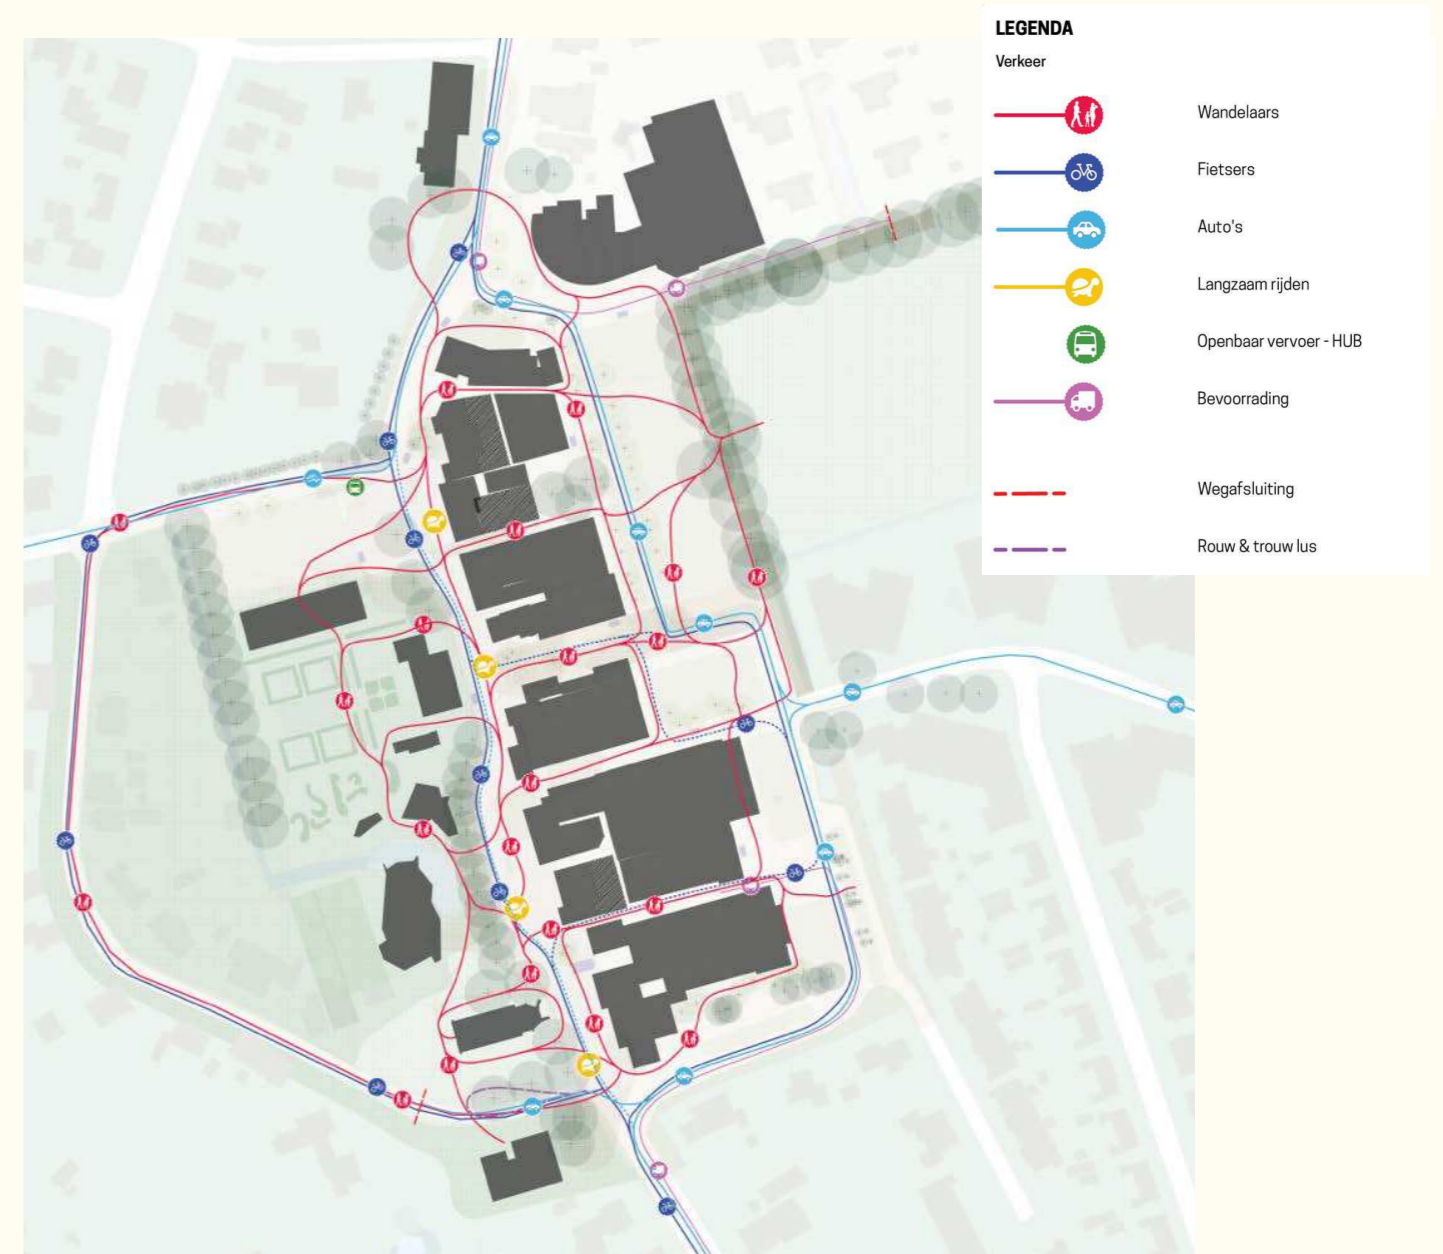 LEGENDA
Verkeer
Wandelaars
Fietsers
Auto's
Langzaam rijden
Openbaar vervoer - HUB
Bevoorrading
Wegafsluiting
Rouw & trouw lus